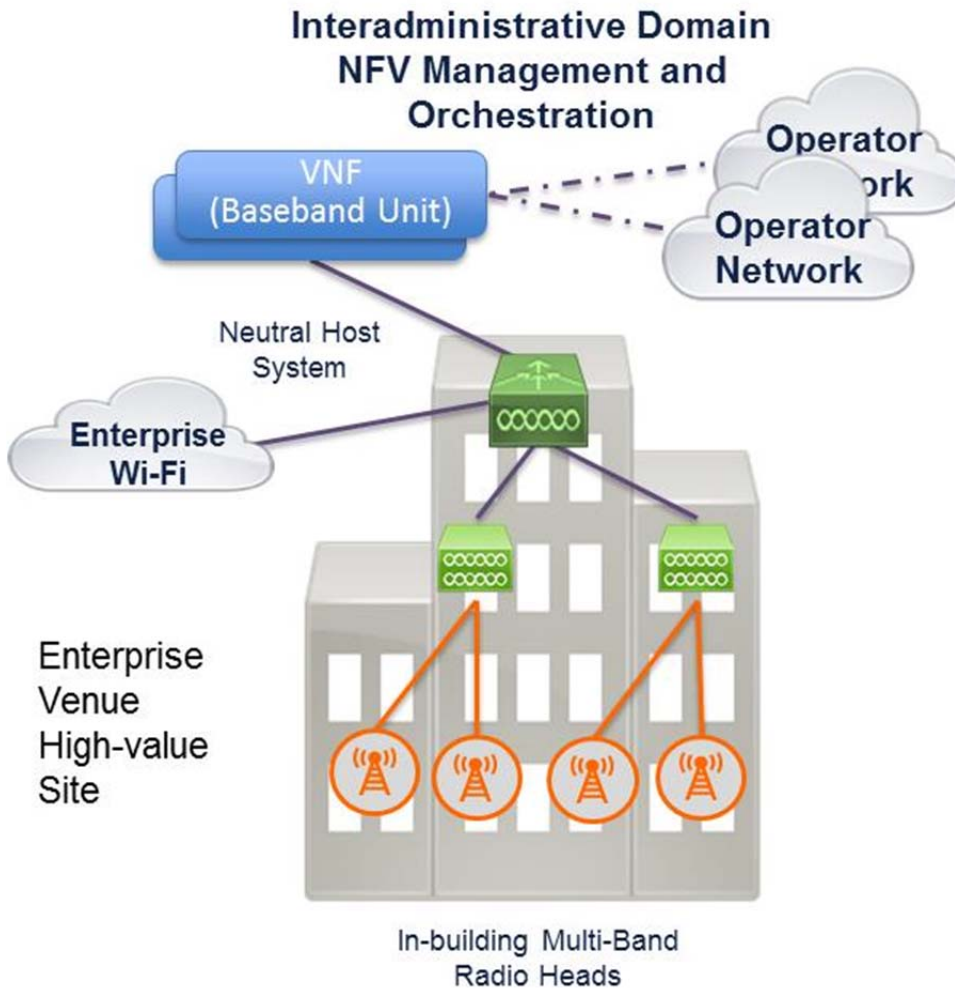 Interadministrative Domain
NFV Management and
Orchestration
Operator
ork
VNF
(Baseband Unit)
Operator
Network
Neutral Host
System
Enterprise
Wi-Fi
Enterprise
Venue
High-value
Site
In-building Multi-Band
Radio Heads